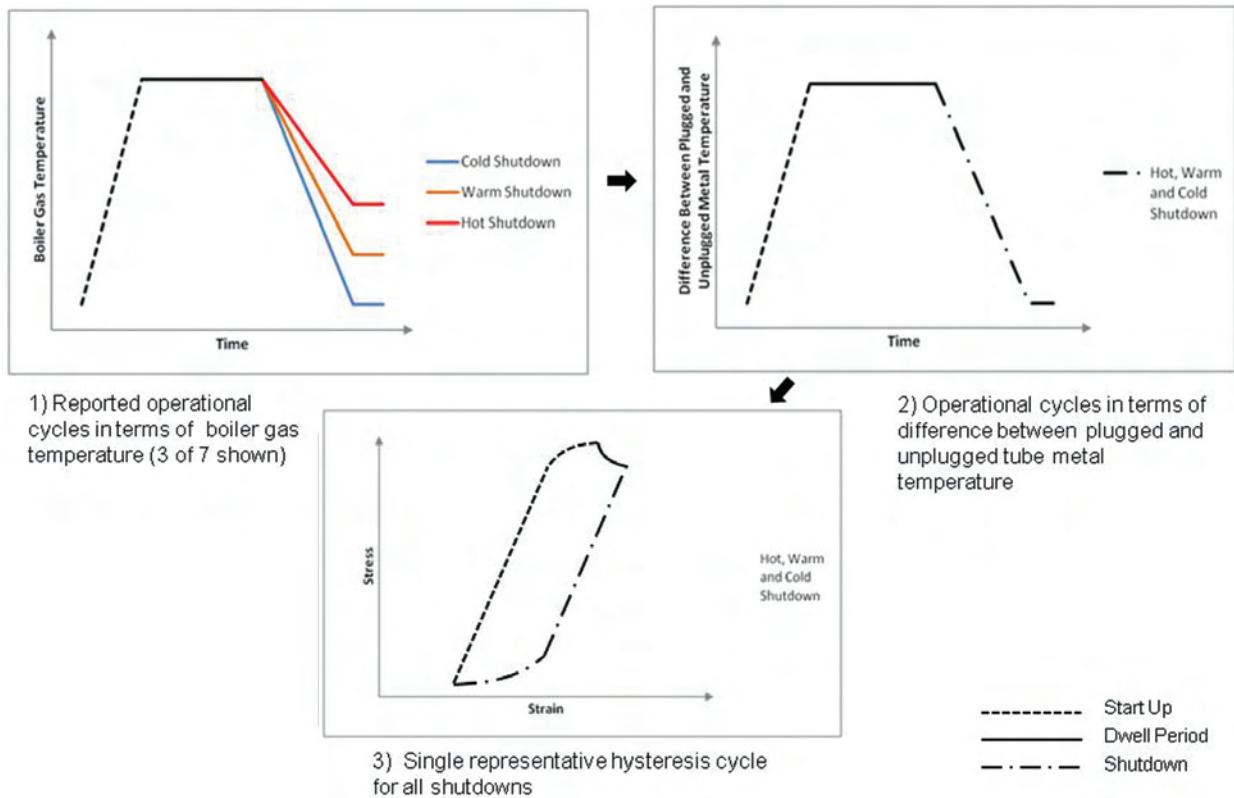 Boiler Gas Temperature
Cold Shutdown
Warm Shutdown
Hot Shutdown
Time
1) Reported operational
cycles in terms of boiler gas
temperature (3 of 7 shown)
Difference Between Plugged and
Unplugged Metal Temperature
Hot, Warm
and Cold
Shutdown
Time
2) Operational cycles in terms of
difference between plugged and
unplugged tube metal
temperature
Stress
Hot, Warm
and Cold
Shutdown
Strain
3) Single representative hysteresis cycle
for all shutdowns
Start Up
Dwell Period
Shutdown